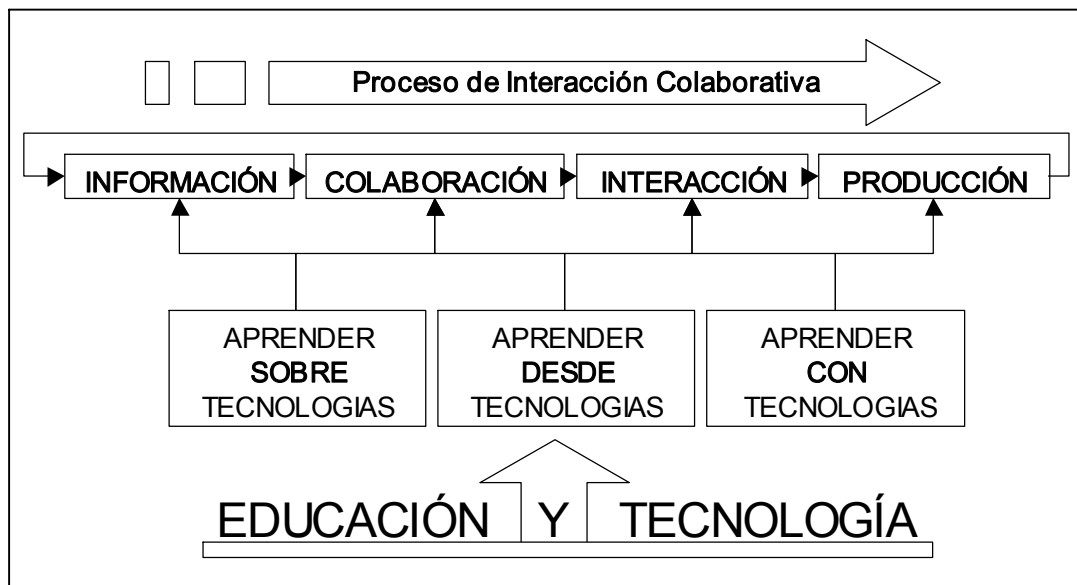 Proceso de Interacción Colaborativa
INFORMACIÓN COLABORACIÓN INTERACCIÓN PRODUCCIÓN
APRENDER
SOBRE
TECNOLOGIAS
APRENDER
DESDE
TECNOLOGIAS
APRENDER
CON
TECNOLOGIAS
EDUCACIÓN Y TECNOLOGÍA